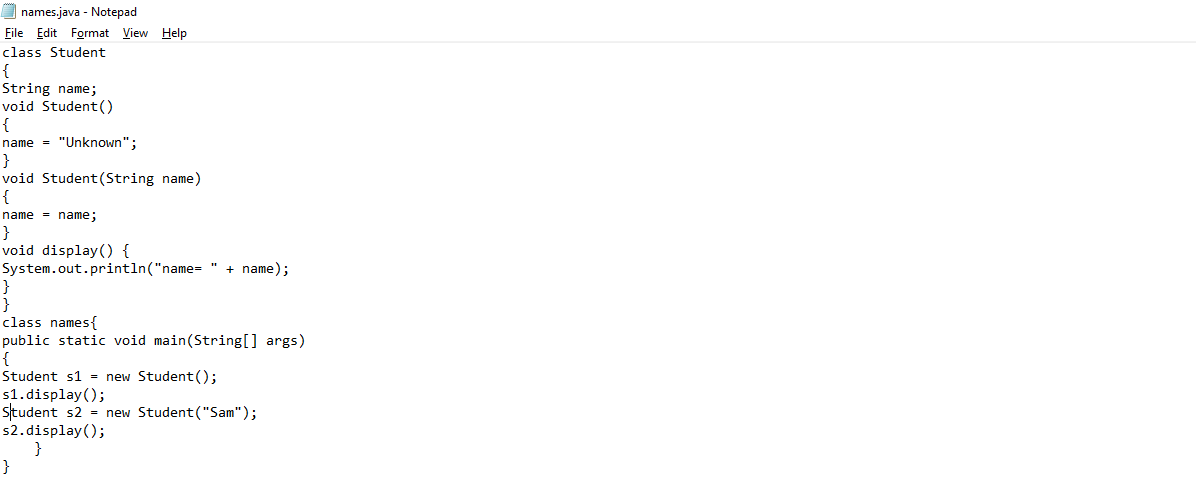 names.java - Notepad
File Edit Format View Help
class Student
{
String name;
void Student()
{
name = "Unknown";
}
void Student(String name)
{
name = name;
}
void display() {
System.out.println("name= " + name);
}
}
class names{
public static void main(String[] args)
{
Student s1 = new Student();
s1.display();
Student s2 = new Student("Sam");
s2.display();
    }
}